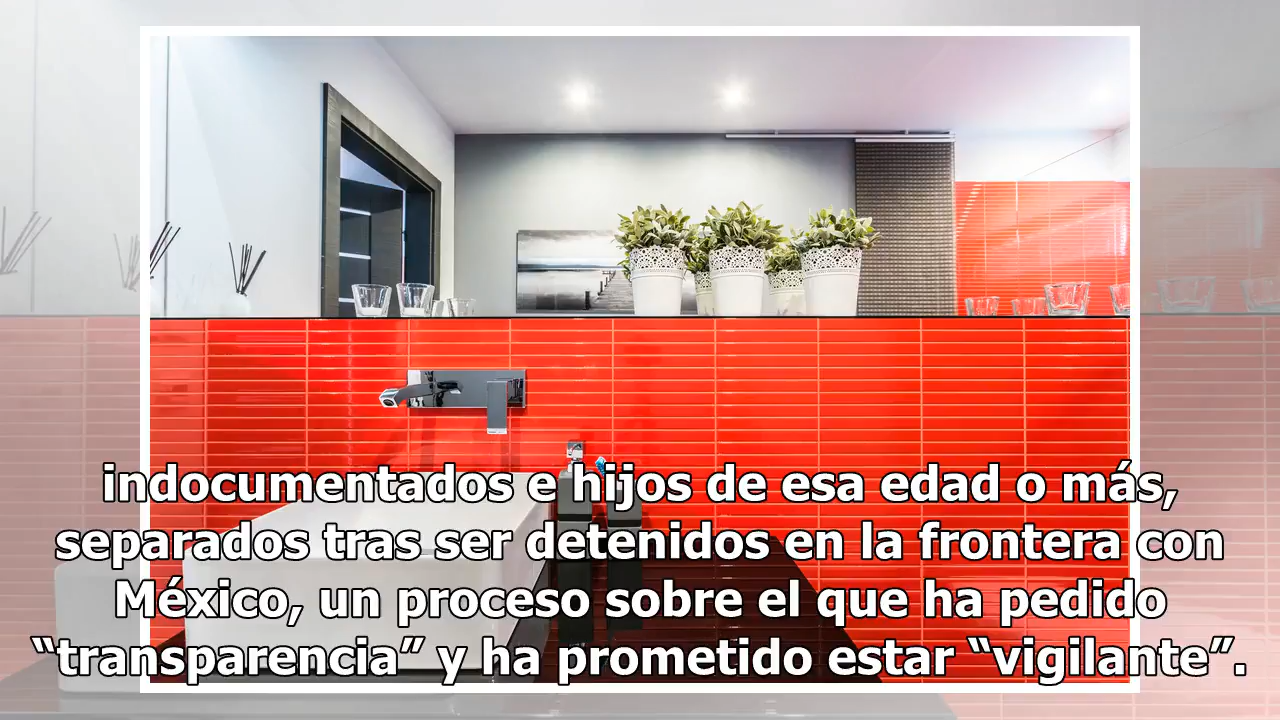 indocumentados e hijos de esa edad o más,
separados tras ser detenidos en la frontera con
México, un proceso sobre el que ha pedido
“transparencia” y ha prometido estar “vigilante”.